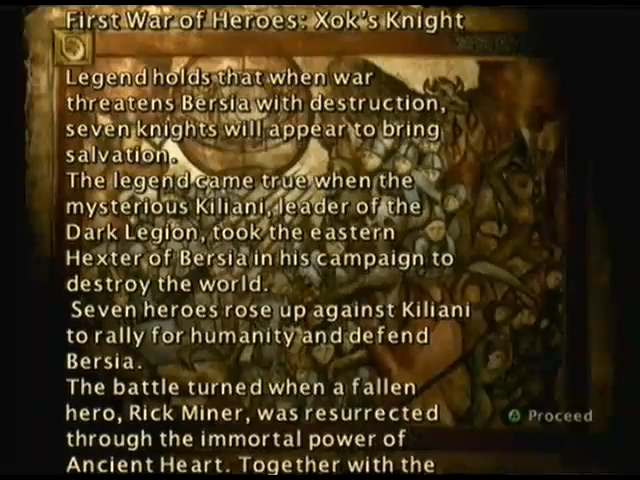 First War of Heroes: Xok's Knight
Legend holds that when war
threatens Bersia with destruction,
seven knights will appear to bring
salvation.
The legend came true when the
mysterious Kiliani, leader of the
Dark Legion, took the eastern
Hexter of Bersia in his campaign to
destroy the world.
Seven heroes rose up against Kiliani
to rally for humanity and defend
Bersia.
The battle turned when a fallen
hero, Rick Miner, was resurrected
through the immortal power of
Ancient Heart. Together with the
Proceed